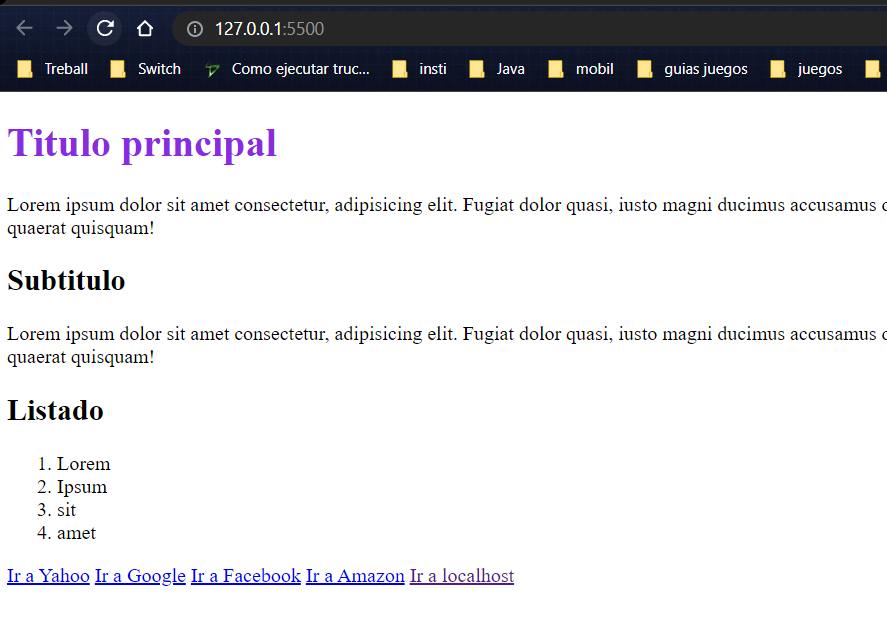 127.0.0.1:5500
Treball Switch Como ejecutar truc... insti Java mobil guias juegos juegos
Titulo principal
Lorem ipsum dolor sit amet consectetur, adipisicing elit. Fugiat dolor quasi, iusto magni ducimus accusamus
quaerat quisquam!
Subtitulo
Lorem ipsum dolor sit amet consectetur, adipisicing elit. Fugiat dolor quasi, iusto magni ducimus accusamus
quaerat quisquam!
Listado
1. Lorem
2. Ipsum
3. sit
4. amet
Ir a Yahoo Ir a Google Ir a Facebook Ir a Amazon Ir a localhost